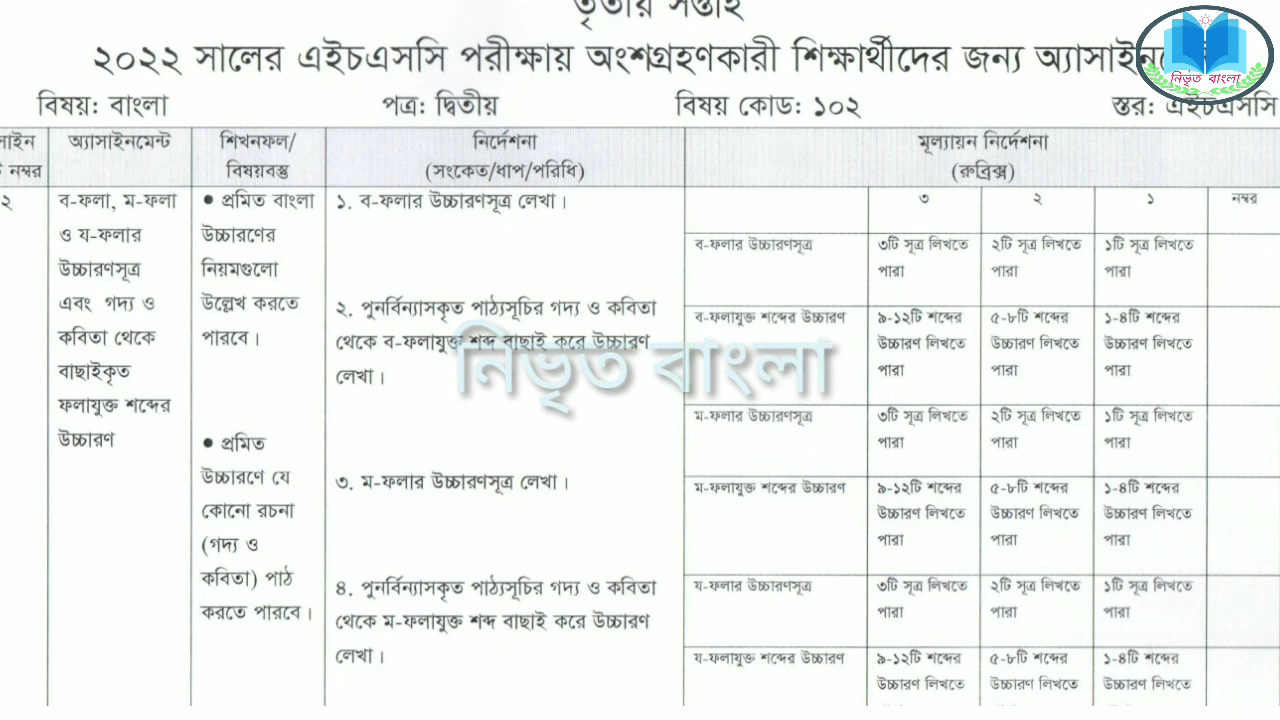 তৃতীয় সপ্তাহ
২০২২ সালের এইচএসসি পরীক্ষায় অংশগ্রহণকারী শিক্ষার্থীদের জন্য
নিভৃত বাংলা
বিষয়: বাংলা পত্র: দ্বিতীয় বিষয় কোড: ১০২ স্তর: এইচএসসি
অ্যাসাইনমেন্ট
নম্বর
শিখনফল/
বিষয়বস্তু
নির্দেশনা
(সংকেত/ধাপ/পরিধি)
মূল্যায়ন নির্দেশনা
(রুব্রিক্স)
২
ব-ফলা, ম-ফলা
ও য-ফলার
উচ্চারণসূত্র
এবং গদ্য ও
কবিতা থেকে
বাছাইকৃত
ফলাযুক্ত শব্দের
উচ্চারণ
● প্রমিত বাংলা
উচ্চারণের
নিয়মগুলো
উল্লেখ করতে
পারবে।
● প্রমিত
উচ্চারণে যে
কোনো রচনা
(গদ্য ও
কবিতা) পাঠ
করতে পারবে।
১. ব-ফলার উচ্চারণসূত্র লেখা।
২. পুনর্বিন্যাসকৃত পাঠ্যসূচির গদ্য ও কবিতা
থেকে ব-ফলাযুক্ত শব্দ বাছাই করে উচ্চারণ
লেখা।
৩. ম-ফলার উচ্চারণসূত্র লেখা।
৪. পুনর্বিন্যাসকৃত পাঠ্যসূচির গদ্য ও কবিতা
থেকে ম-ফলাযুক্ত শব্দ বাছাই করে উচ্চারণ
লেখা।
নিভৃত বাংলা
৩ ২ ১ নম্বর
ব-ফলার উচ্চারণসূত্র ৩টি সূত্র লিখতে ২টি সূত্র লিখতে ১টি সূত্র লিখতে
পারা পারা পারা
ব-ফলাযুক্ত শব্দের উচ্চারণ ৯-১২টি শব্দের ৫-৮টি শব্দের ১-৪টি শব্দের
উচ্চারণ লিখতে উচ্চারণ লিখতে উচ্চারণ লিখতে
পারা পারা পারা
ম-ফলার উচ্চারণসূত্র ৩টি সূত্র লিখতে ২টি সূত্র লিখতে ১টি সূত্র লিখতে
পারা পারা পারা
ম-ফলাযুক্ত শব্দের উচ্চারণ ৯-১২টি শব্দের ৫-৮টি শব্দের ১-৪টি শব্দের
উচ্চারণ লিখতে উচ্চারণ লিখতে উচ্চারণ লিখতে
পারা পারা পারা
য-ফলার উচ্চারণসূত্র ৩টি সূত্র লিখতে ২টি সূত্র লিখতে ১টি সূত্র লিখতে
পারা পারা পারা
য-ফলাযুক্ত শব্দের উচ্চারণ ৯-১২টি শব্দের ৫-৮টি শব্দের ১-৪টি শব্দের
উচ্চারণ লিখতে উচ্চারণ লিখতে উচ্চারণ লিখতে